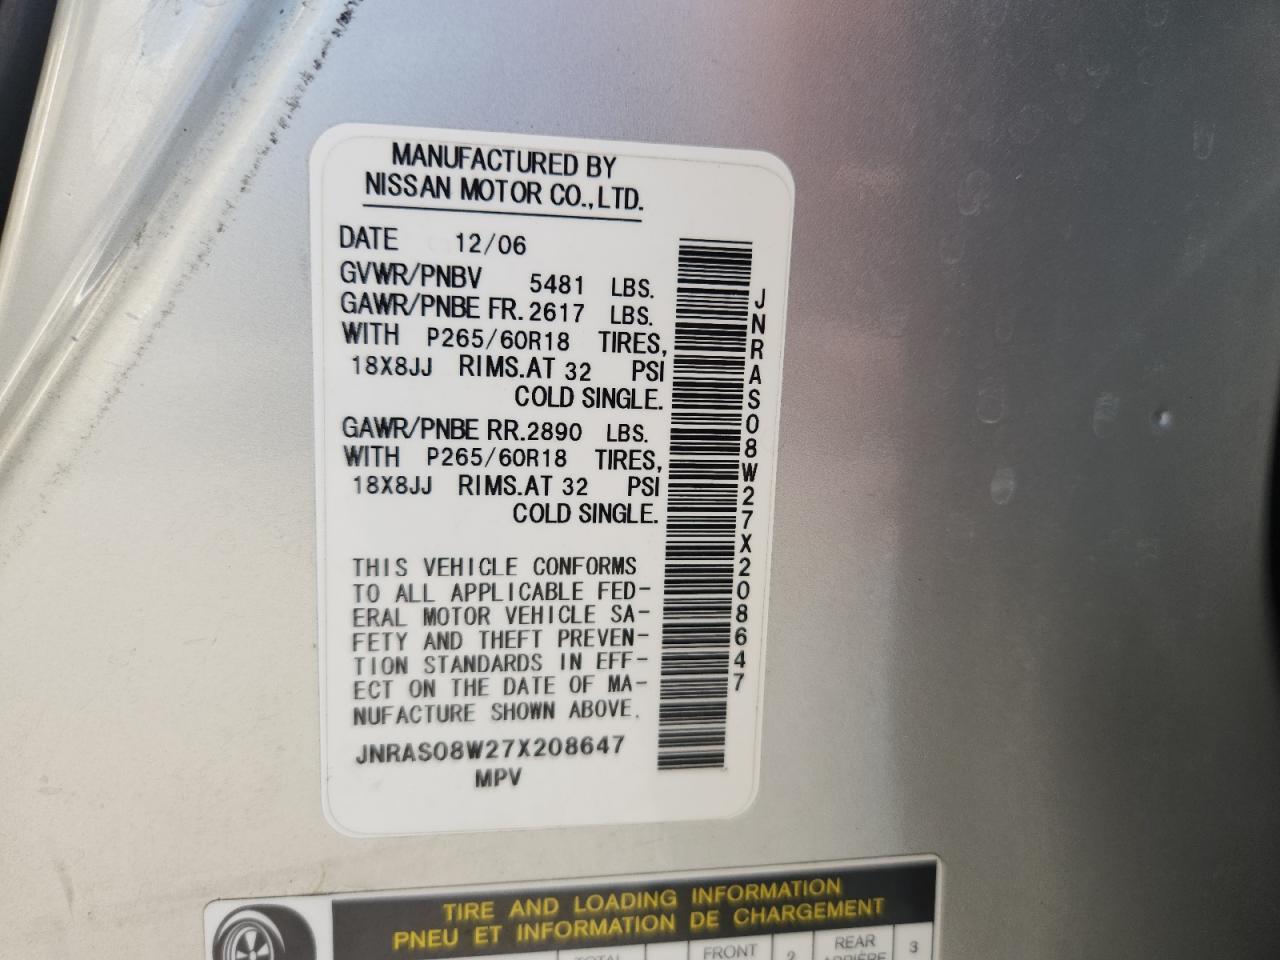 MANUFACTURED BY
NISSAN MOTOR CO.,LTD.
DATE 12/06
GVWR/PNBV 5481 LBS.
GAWR/PNBE FR. 2617 LBS.
WITH P265/60R18 TIRES,
18X8JJ RIMS.AT 32 PSI
COLD SINGLE.
GAWR/PNBE RR.2890 LBS.
WITH P265/60R18 TIRES,
18X8JJ RIMS.AT 32 PSI
COLD SINGLE.
THIS VEHICLE CONFORMS
TO ALL APPLICABLE FED-
ERAL MOTOR VEHICLE SA-
FETY AND THEFT PREVEN-
TION STANDARDS IN EFF-
ECT ON THE DATE OF MA-
NUFACTURE SHOWN ABOVE.
JNRAS08W27X208647
MPV
JNRAS08W27X208647
TIRE AND LOADING INFORMATION
PNEU ET INFORMATION DE CHARGEMENT
TOTAL FRONT 2 REAR 3
ARRIÈRE